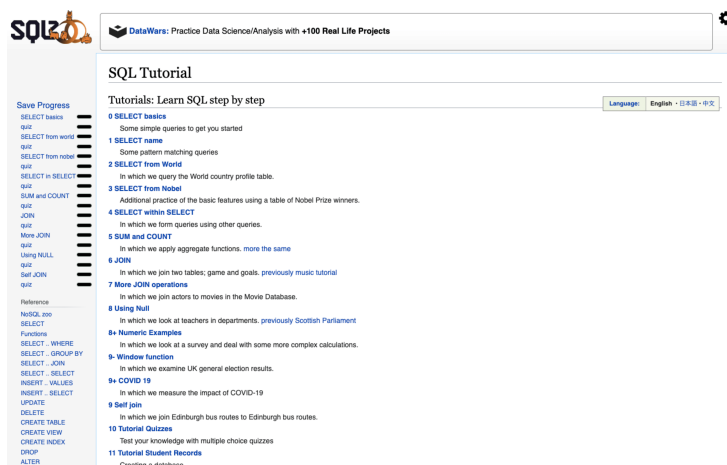 SQLZ
DataWars: Practice Data Science/Analysis with +100 Real Life Projects
SQL Tutorial
Tutorials: Learn SQL step by step
Language: English • 日本語 • 中文
0 SELECT basics
Some simple queries to get you started
1 SELECT name
Some pattern matching queries
2 SELECT from World
In which we query the World country profile table.
3 SELECT from Nobel
Additional practice of the basic features using a table of Nobel Prize winners.
4 SELECT within SELECT
In which we form queries using other queries.
5 SUM and COUNT
In which we apply aggregate functions. more the same
6 JOIN
In which we join two tables; game and goals. previously music tutorial
7 More JOIN operations
In which we join actors to movies in the Movie Database.
8 Using Null
In which we look at teachers in departments. previously Scottish Parliament
8+ Numeric Examples
In which we look at a survey and deal with some more complex calculations.
9- Window function
In which we examine UK general election results.
9+ COVID 19
In which we measure the impact of COVID-19
9 Self join
In which we join Edinburgh bus routes to Edinburgh bus routes.
10 Tutorial Quizzes
Test your knowledge with multiple choice quizzes
11 Tutorial Student Records
Creating a database
Save Progress
SELECT basics
quiz
SELECT from world
quiz
SELECT from nobel
quiz
SELECT in SELECT
quiz
SUM and COUNT
quiz
JOIN
quiz
More JOIN
quiz
Using NULL
quiz
Self JOIN
quiz
Reference
NoSQL zoo
SELECT
Functions
SELECT .. WHERE
SELECT .. GROUP BY
SELECT .. JOIN
SELECT .. SELECT
INSERT .. VALUES
INSERT .. SELECT
UPDATE
DELETE
CREATE TABLE
CREATE VIEW
CREATE INDEX
DROP
ALTER